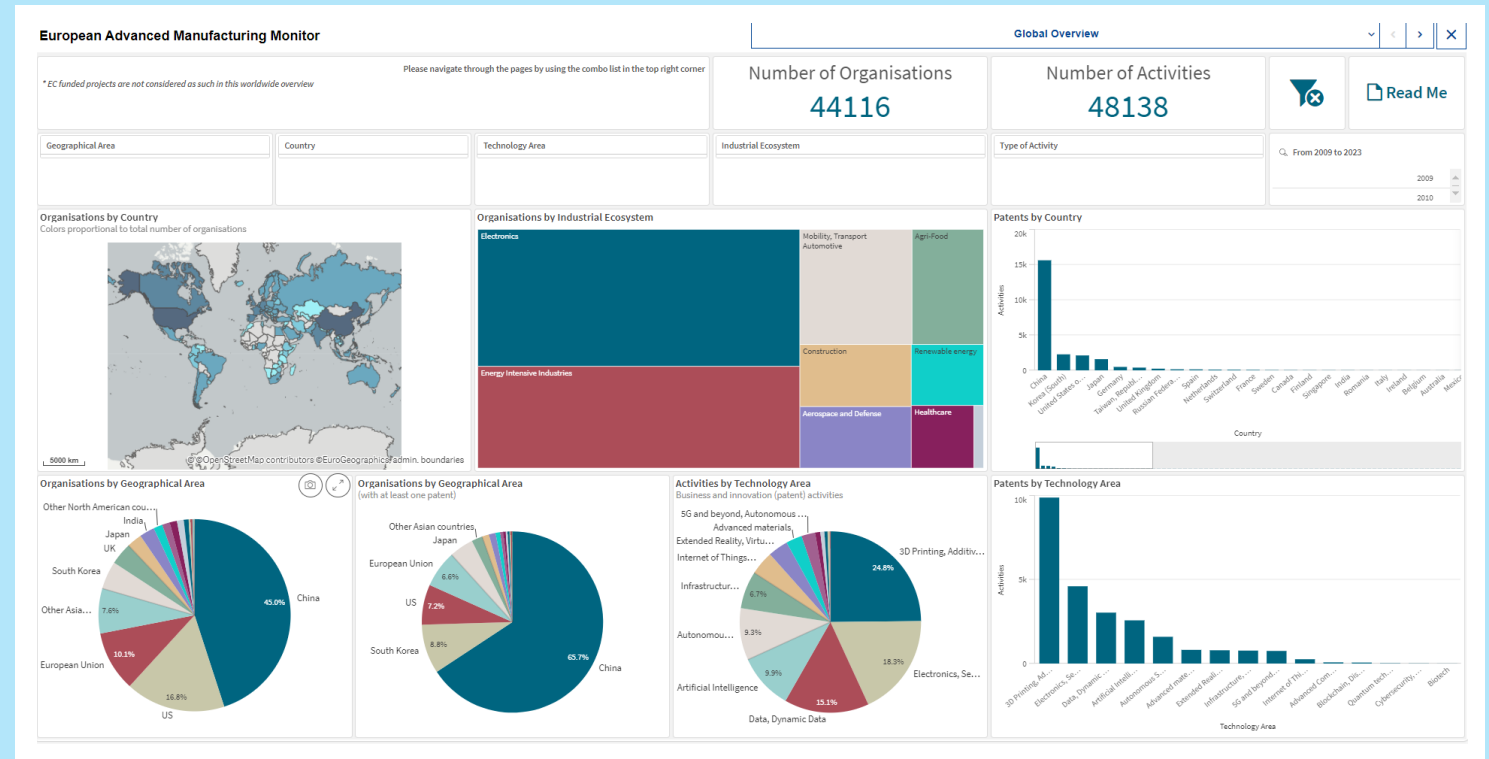 European Advanced Manufacturing Monitor
Global Overview
Please navigate through the pages by using the combo list in the top right corner
* EC funded projects are not considered as such in this worldwide overview
Number of Organisations
44116
Number of Activities
48138
Read Me
Geographical Area
Country
Technology Area
Industrial Ecosystem
Type of Activity
From 2009 to 2023
2009
2010
Organisations by Country
Colors proportional to total number of organisations
5000 km
© ©OpenStreetMap contributors ©EuroGeographics admin. boundaries
Organisations by Industrial Ecosystem
Electronics
Energy Intensive Industries
Mobility, Transport
Automotive
Agri-Food
Construction
Renewable energy
Aerospace and Defense
Healthcare
Patents by Country
20k
15k
10k
5k
0
Activities
China
Korea (South)
United States o...
Japan
Germany
Taiwan, Republi...
United Kingdom
Russian Federa...
Spain
Netherlands
Switzerland
France
Sweden
Canada
Finland
Singapore
India
Romania
Italy
Ireland
Belgium
Australia
Mexico
Country
Organisations by Geographical Area
Other North American cou...
India
Japan
UK
South Korea
Other Asia...
7.6%
European Union
10.1%
US
16.8%
45.0%
China
Organisations by Geographical Area
(with at least one patent)
Other Asian countries
Japan
European Union
6.6%
US
7.2%
South Korea
8.8%
65.7%
China
Activities by Technology Area
Business and innovation (patent) activities
5G and beyond, Autonomous ...
Advanced materials
Extended Reality, Virtu...
Internet of Things...
Infrastructur...
6.7%
Autonomou...
9.3%
Artificial Intelligence
9.9%
Data, Dynamic Data
15.1%
18.3%
Electronics, Se...
24.8%
3D Printing, Additiv...
Patents by Technology Area
10k
5k
0
Activities
3D Printing, Ad...
Electronics, Se...
Data, Dynamic ...
Artificial Intelli...
Autonomous S...
Advanced mate...
Extended Reali...
Infrastructure, ...
5G and beyond...
Internet of Thi...
Advanced Com...
Blockchain, Dis...
Quantum tech...
Cybersecurity, ...
Biotech
Technology Area